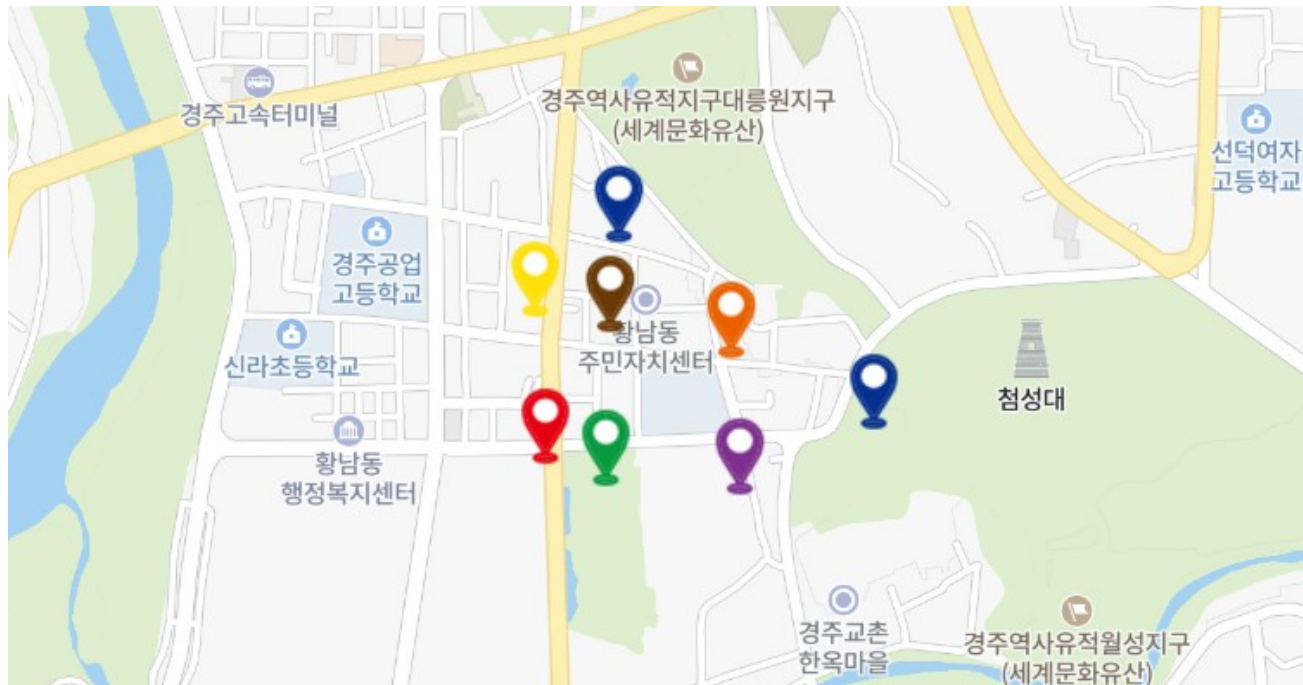 경주고속터미널
경주역사유적지구대릉원지구
(세계문화유산)
선덕여자
고등학교
경주공업
고등학교
황남동
주민자치센터
신라초등학교
첨성대
황남동
행정복지센터
경주교촌
한옥마을
경주역사유적월성지구
(세계문화유산)